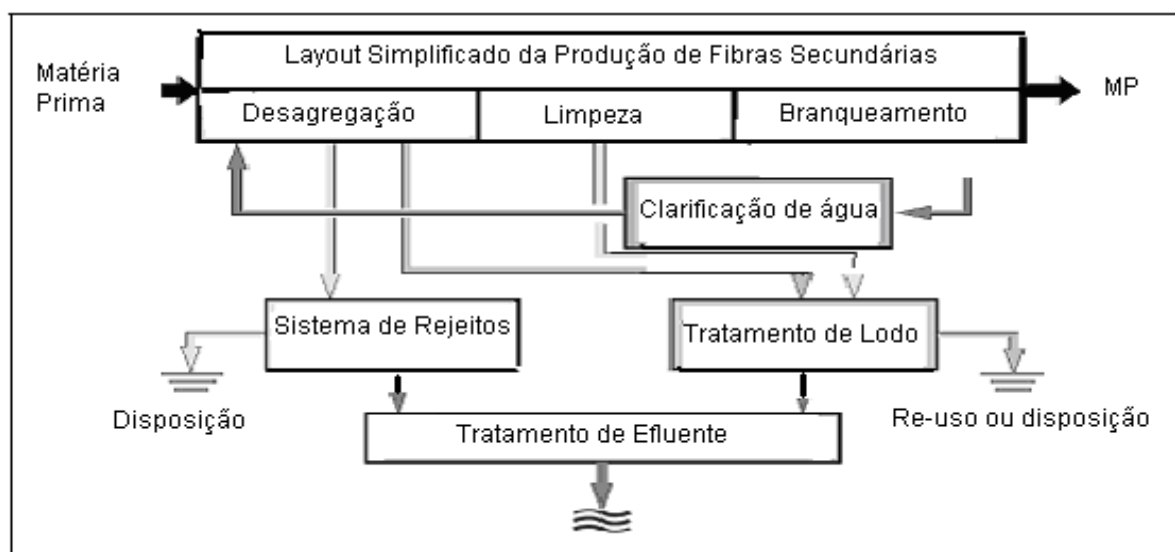 Layout Simplificado da Produção de Fibras Secundárias
Matéria
Prima
MP
Desagregação
Limpeza
Branqueamento
Clarificação de água
Sistema de Rejeitos
Tratamento de Lodo
Disposição
Re-uso ou disposição
Tratamento de Efluente